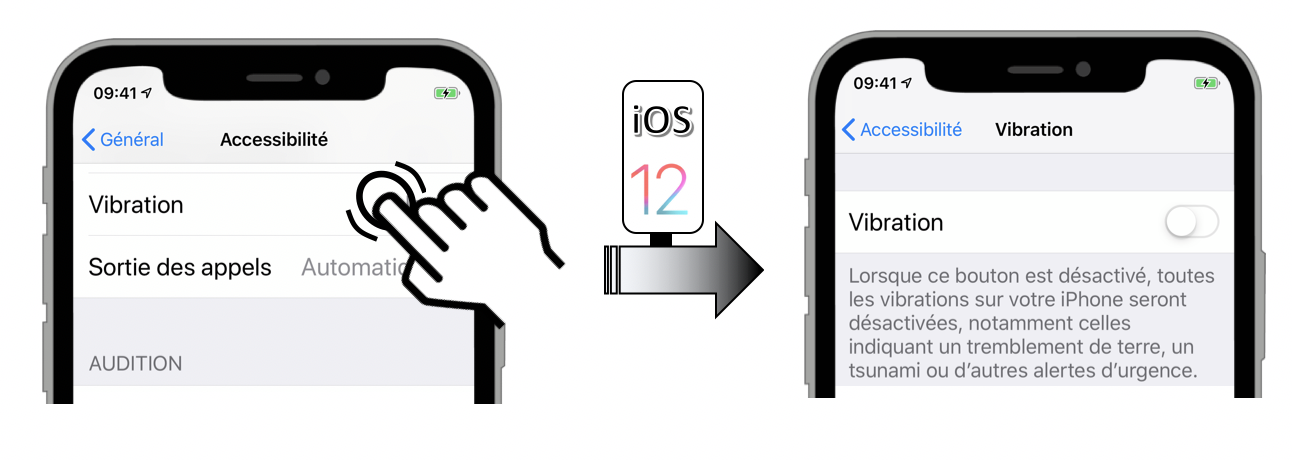 09:41
Général
Accessibilité
Vibration
Sortie des appels Automatic
AUDITION
iOS
12
09:41
Accessibilité
Vibration
Vibration
Lorsque ce bouton est désactivé, toutes
les vibrations sur votre iPhone seront
désactivées, notamment celles
indiquant un tremblement de terre, un
tsunami ou d'autres alertes d'urgence.